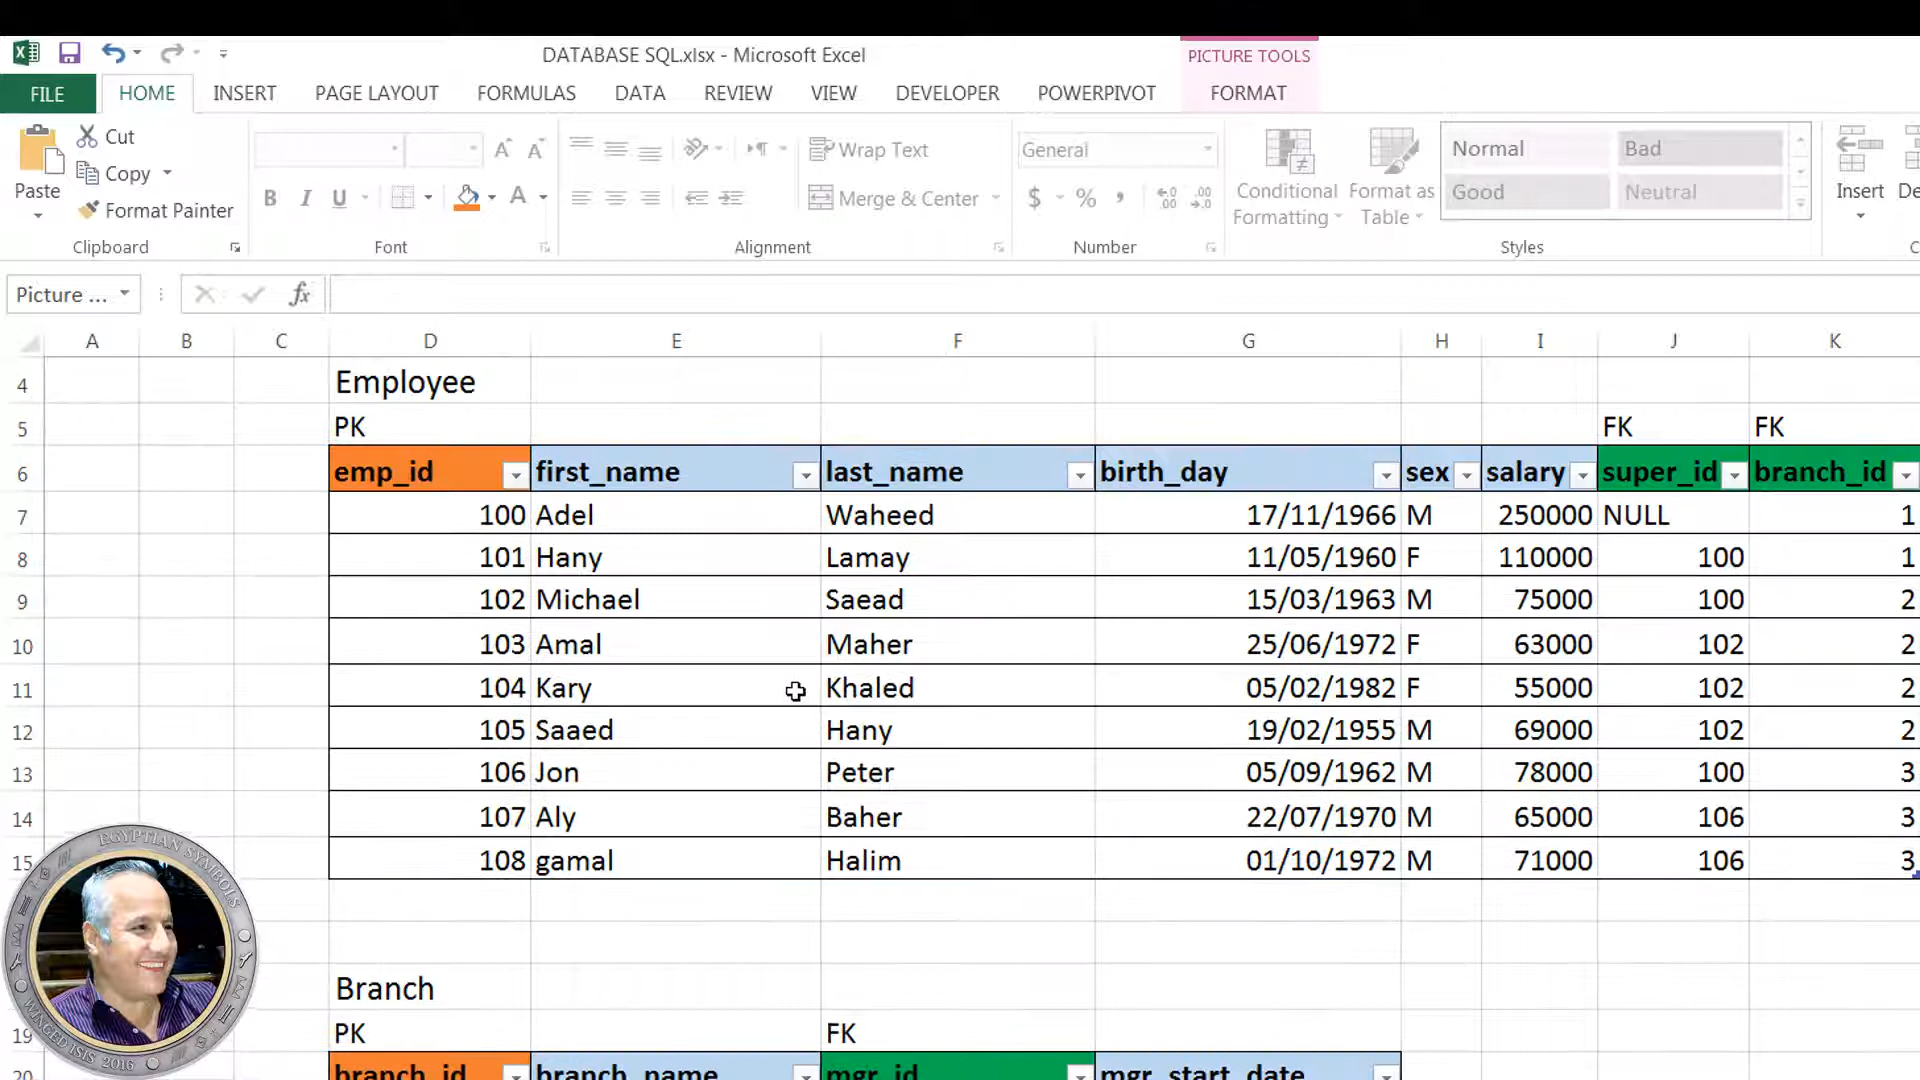 DATABASE SQL.xlsx - Microsoft Excel
PICTURE TOOLS
FILE HOME INSERT PAGE LAYOUT FORMULAS DATA REVIEW VIEW DEVELOPER POWERPIVOT FORMAT
Cut
Copy
Format Painter
Paste
Wrap Text
Merge & Center
General
Conditional Formatting
Format as Table
Normal Bad
Good Neutral
Insert
Clipboard Font Alignment Number Styles
Picture ... fx
A B C D E F G H I J K
4 Employee
5 PK FK FK
6 emp_id first_name last_name birth_day sex salary super_id branch_id
7 100 Adel Waheed 17/11/1966 M 250000 NULL 1
8 101 Hany Lamay 11/05/1960 F 110000 100 1
9 102 Michael Saead 15/03/1963 M 75000 100 2
10 103 Amal Maher 25/06/1972 F 63000 102 2
11 104 Kary Khaled 05/02/1982 F 55000 102 2
12 105 Saaed Hany 19/02/1955 M 69000 102 2
13 106 Jon Peter 05/09/1962 M 78000 100 3
14 107 Aly Baher 22/07/1970 M 65000 106 3
15 108 gamal Halim 01/10/1972 M 71000 106 3
Branch
19 PK FK
20 branch_id branch_name mgr_id mgr_start_date
EGYPTIAN SYMBOLS
WINGED ISIS 2016